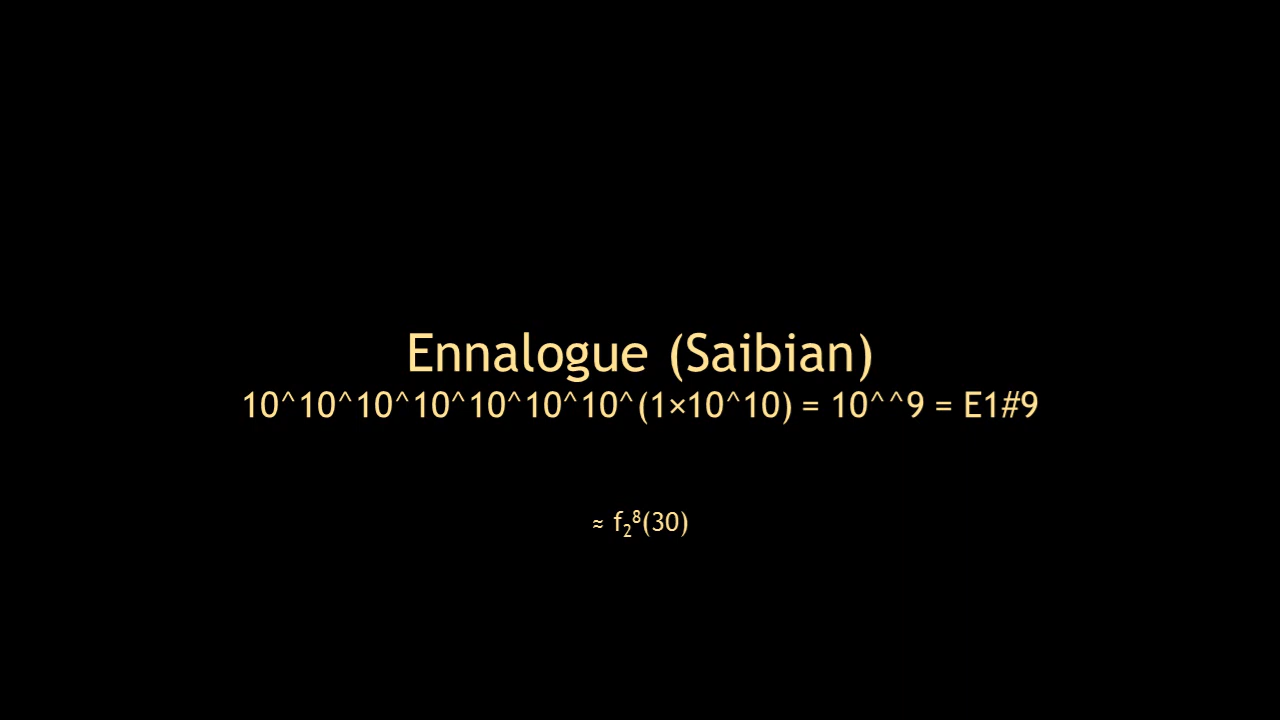 Ennalogue (Saibian)
10^10^10^10^10^10^10^(1×10^10) = 10^^9 = E1#9
≈ f₂⁸(30)